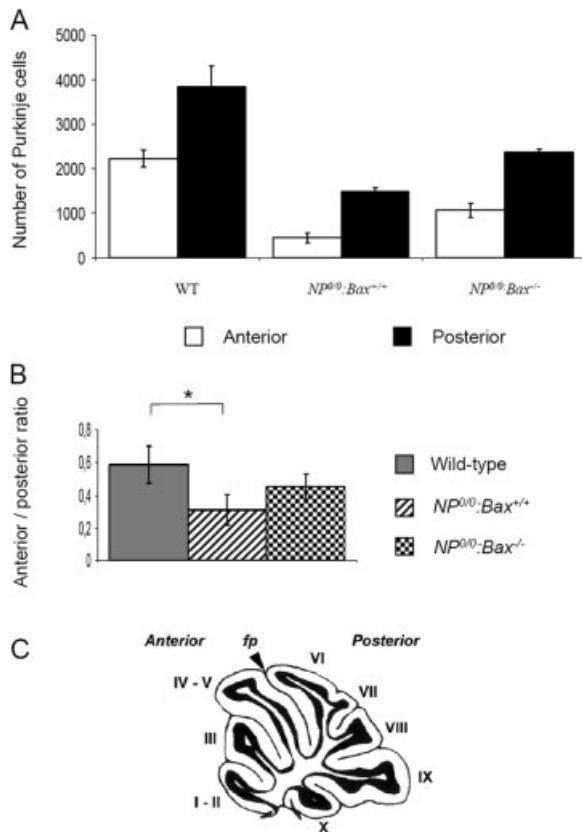 A
Number of Purkinje cells
5000
4000
3000
2000
1000
0
WT
NP0/0:Bax+/+
NP0/0:Bax-/-
Anterior
Posterior
B
*
Anterior / posterior ratio
0,8
0,6
0,4
0,2
0
Wild-type
NP0/0:Bax+/+
NP0/0:Bax-/-
C
Anterior fp Posterior
VI
IV - V
VII
VIII
III
IX
I - II
X